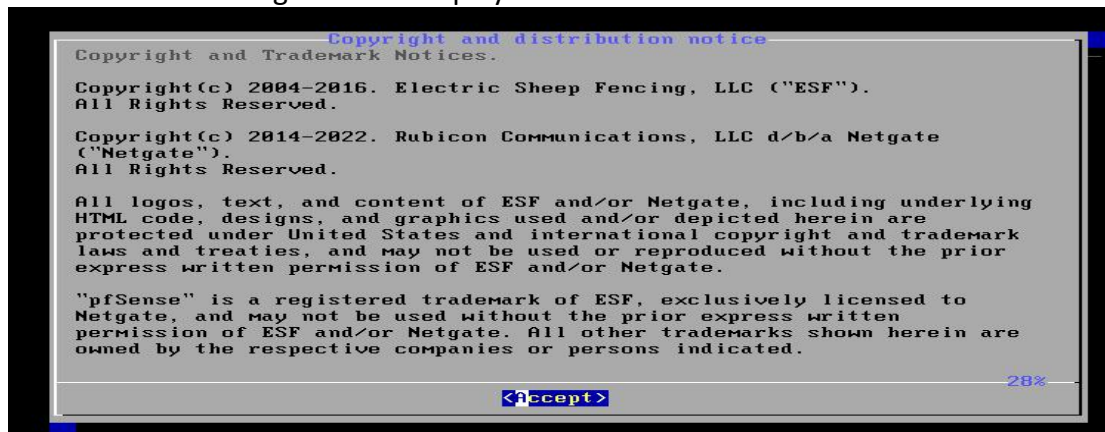 Copyright and distribution notice
Copyright and Trademark Notices.
Copyright(c) 2004-2016. Electric Sheep Fencing, LLC ("ESF").
All Rights Reserved.
Copyright(c) 2014-2022. Rubicon Communications, LLC d/b/a Netgate
("Netgate").
All Rights Reserved.
All logos, text, and content of ESF and/or Netgate, including underlying
HTML code, designs, and graphics used and/or depicted herein are
protected under United States and international copyright and trademark
laws and treaties, and may not be used or reproduced without the prior
express written permission of ESF and/or Netgate.
"pfSense" is a registered trademark of ESF, exclusively licensed to
Netgate, and may not be used without the prior express written
permission of ESF and/or Netgate. All other trademarks shown herein are
owned by the respective companies or persons indicated.
28%
<Accept>